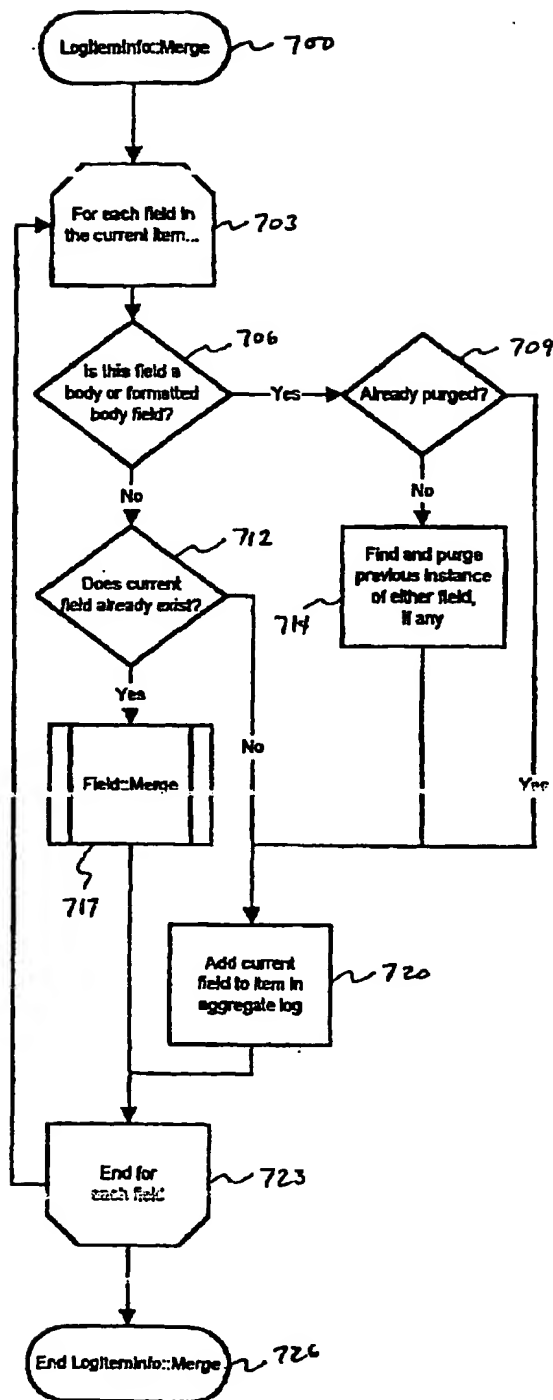 LogItemInfo::Merge
700
For each field in
the current item...
703
706
Is this field a
body or formatted
body field?
Yes
709
Already purged?
No
No
712
Does current
field already exist?
Find and purge
previous instance
of either field,
if any
714
Yes
No
Yes
Field::Merge
717
Add current
field to item in
aggregate log
720
End for
each field
723
End LogItemInfo::Merge
726